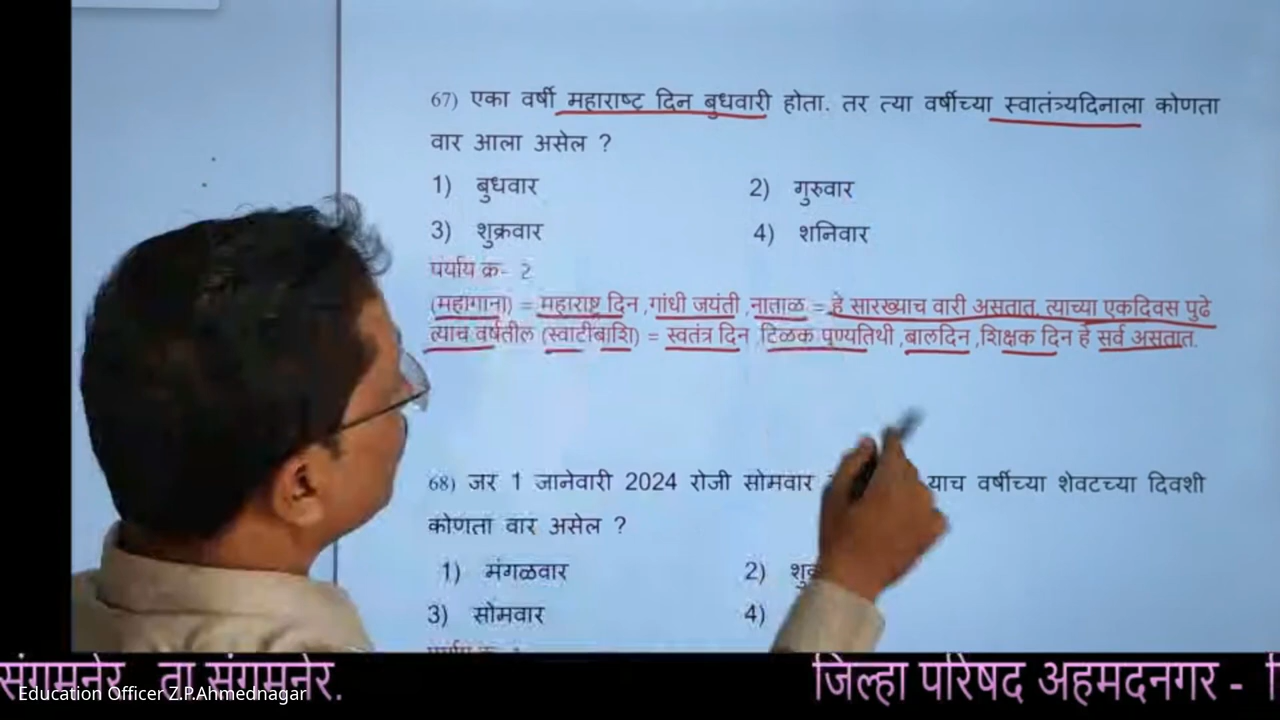 67) एका वर्षी महाराष्ट्र दिन बुधवारी होता. तर त्या वर्षीच्या स्वातंत्र्यदिनाला कोणता
वार आला असेल ?
1) बुधवार 2) गुरुवार
3) शुक्रवार 4) शनिवार
पर्याय क्र- 2
(महागाना) = महाराष्ट्र दिन ,गांधी जयंती ,नाताळ = हे सारख्याच वारी असतात. त्याच्या एकदिवस पुढे
त्याच वर्षतील (स्वाटीबाशि) = स्वतंत्र दिन ,टिळक पूण्यतिथी ,बालदिन ,शिक्षक दिन हे सर्व असतात.
68) जर 1 जानेवारी 2024 रोजी सोमवार याच वर्षीच्या शेवटच्या दिवशी
कोणता वार असेल ?
1) मंगळवार 2)
3) सोमवार 4)
संगमनेर ता संगमनेर. जिल्हा परिषद अहमदनगर -
Education Officer Z.P.Ahmednagar